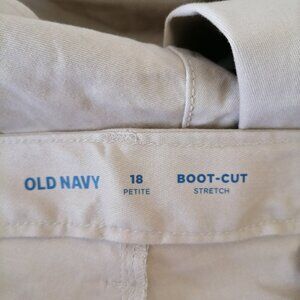 OLD NAVY
18
PETITE
BOOT-CUT
STRETCH